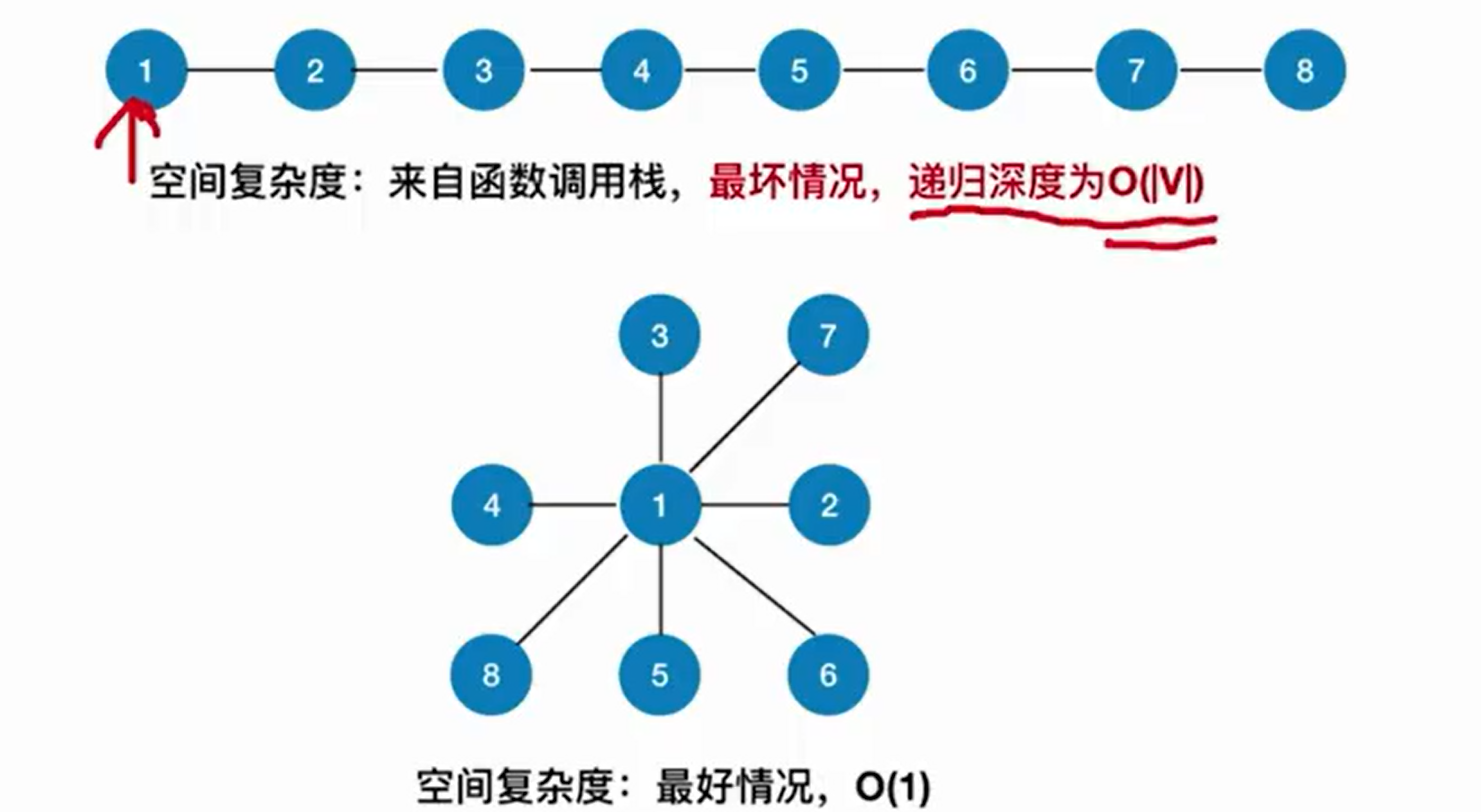 1 2 3 4 5 6 7 8
空间复杂度：来自函数调用栈，最坏情况，递归深度为O(|V|)
3 7
4 1 2
8 5 6
空间复杂度：最好情况，O(1)